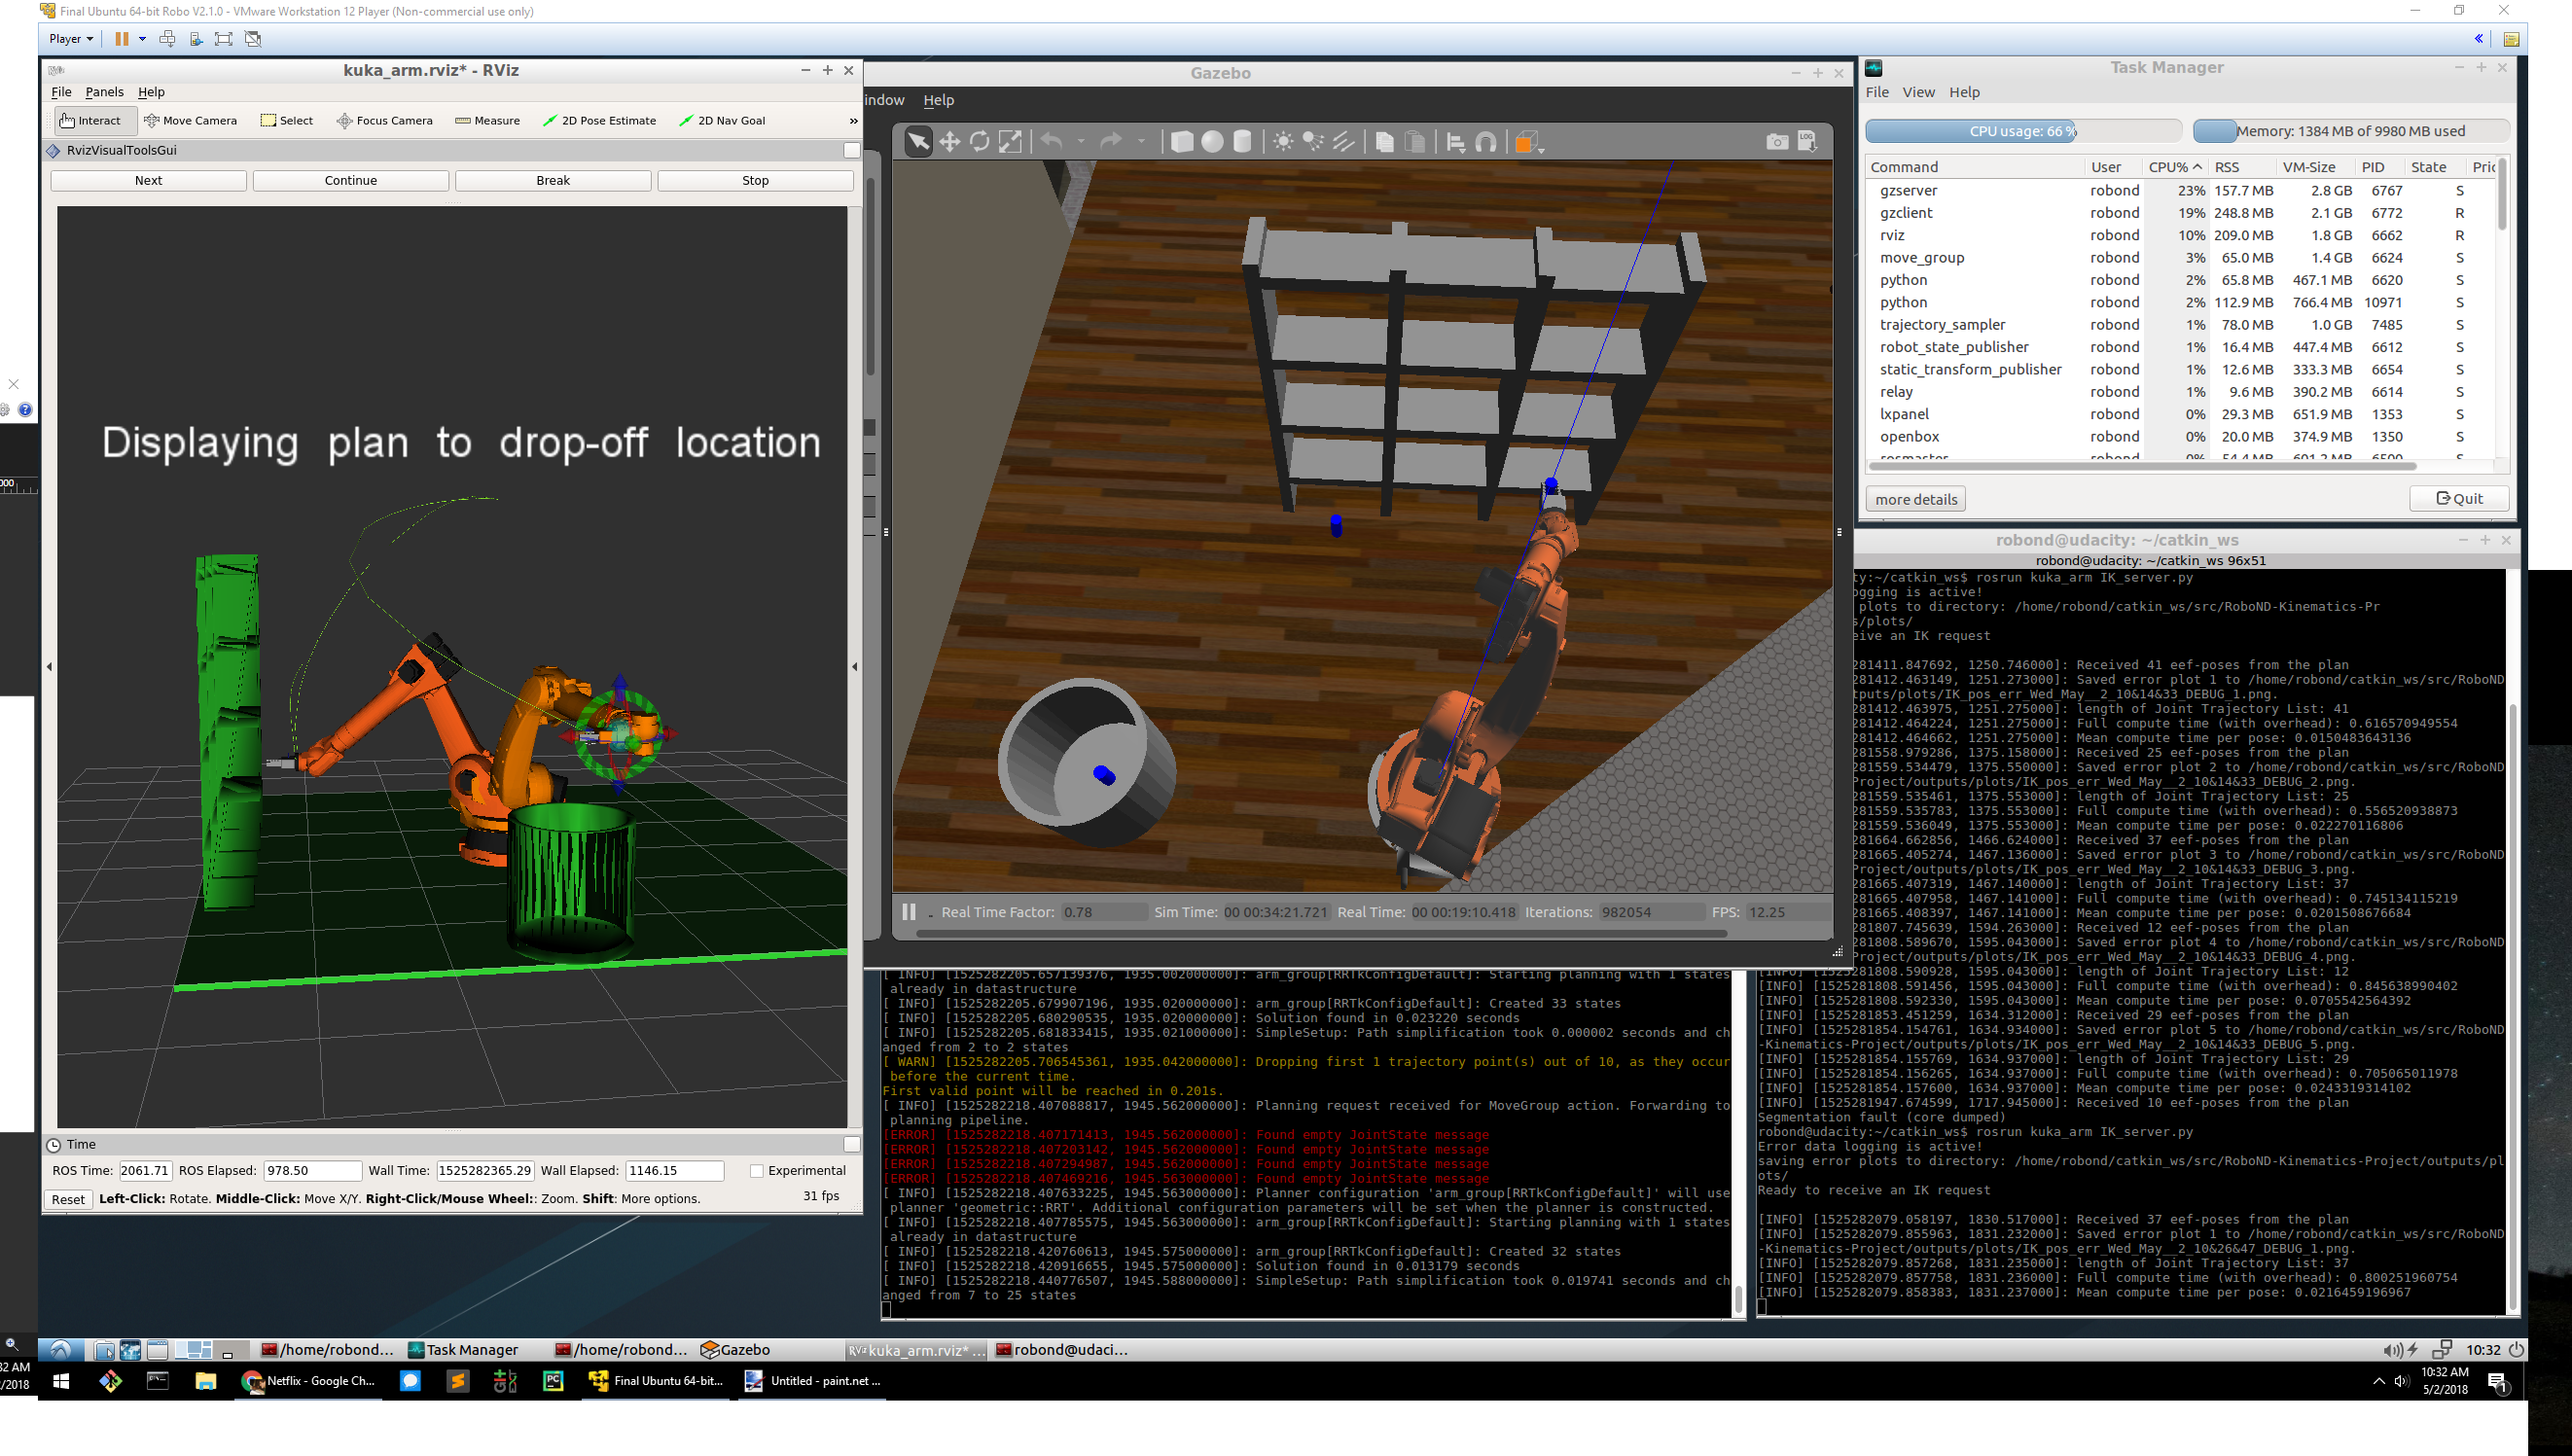 Final Ubuntu 64-bit Robo V2.1.0 - VMware Workstation 12 Player (Non-commercial use only)
Player
kuka_arm.rviz* - RViz
File Panels Help
Interact Move Camera Select Focus Camera Measure 2D Pose Estimate 2D Nav Goal »
RvizVisualToolsGui
Next Continue Break Stop
Displaying plan to drop-off location
Time
ROS Time: 2061.71 ROS Elapsed: 978.50 Wall Time: 1525282365.29 Wall Elapsed: 1146.15 Experimental
Reset Left-Click: Rotate. Middle-Click: Move X/Y. Right-Click/Mouse Wheel:: Zoom. Shift: More options. 31 fps
Gazebo
indow Help
LOG
Real Time Factor: 0.78 Sim Time: 00 00:34:21.721 Real Time: 00 00:19:10.418 Iterations: 982054 FPS: 12.25
Task Manager
File View Help
CPU usage: 66 % Memory: 1384 MB of 9980 MB used
Command User CPU% RSS VM-Size PID State Pric
gzserver robond 23% 157.7 MB 2.8 GB 6767 S
gzclient robond 19% 248.8 MB 2.1 GB 6772 R
rviz robond 10% 209.0 MB 1.8 GB 6662 R
move_group robond 3% 65.0 MB 1.4 GB 6624 S
python robond 2% 65.8 MB 467.1 MB 6620 S
python robond 2% 112.9 MB 766.4 MB 10971 S
trajectory_sampler robond 1% 78.0 MB 1.0 GB 7485 S
robot_state_publisher robond 1% 16.4 MB 447.4 MB 6612 S
static_transform_publisher robond 1% 12.6 MB 333.3 MB 6654 S
relay robond 1% 9.6 MB 390.2 MB 6614 S
lxpanel robond 0% 29.3 MB 651.9 MB 1353 S
openbox robond 0% 20.0 MB 374.9 MB 1350 S
more details Quit
robond@udacity: ~/catkin_ws
robond@udacity: ~/catkin_ws 96x51
ty:~/catkin_ws$ rosrun kuka_arm IK_server.py
ogging is active!
plots to directory: /home/robond/catkin_ws/src/RoboND-Kinematics-Pr
s/plots/
eive an IK request
281411.847692, 1250.746000]: Received 41 eef-poses from the plan
281412.463149, 1251.273000]: Saved error plot 1 to /home/robond/catkin_ws/src/RoboND
tputs/plots/IK_pos_err_Wed_May__2_10&14&33_DEBUG_1.png.
281412.463975, 1251.275000]: length of Joint Trajectory List: 41
281412.464224, 1251.275000]: Full compute time (with overhead): 0.616570949554
281412.464662, 1251.275000]: Mean compute time per pose: 0.0150483643136
281558.979286, 1375.158000]: Received 25 eef-poses from the plan
281559.534479, 1375.550000]: Saved error plot 2 to /home/robond/catkin_ws/src/RoboND
Project/outputs/plots/IK_pos_err_Wed_May__2_10&14&33_DEBUG_2.png.
281559.535461, 1375.553000]: length of Joint Trajectory List: 25
281559.535783, 1375.553000]: Full compute time (with overhead): 0.556520938873
281559.536049, 1375.553000]: Mean compute time per pose: 0.022270116806
281664.662856, 1466.624000]: Received 37 eef-poses from the plan
281665.405274, 1467.136000]: Saved error plot 3 to /home/robond/catkin_ws/src/RoboND
Project/outputs/plots/IK_pos_err_Wed_May__2_10&14&33_DEBUG_3.png.
281665.407319, 1467.140000]: length of Joint Trajectory List: 37
281665.407958, 1467.141000]: Full compute time (with overhead): 0.745134115219
281665.408397, 1467.141000]: Mean compute time per pose: 0.0201508676684
281807.745639, 1594.263000]: Received 12 eef-poses from the plan
281808.589670, 1595.043000]: Saved error plot 4 to /home/robond/catkin_ws/src/RoboND
Project/outputs/plots/IK_pos_err_Wed_May__2_10&14&33_DEBUG_4.png.
[INFO] [1525281808.590928, 1595.043000]: length of Joint Trajectory List: 12
[INFO] [1525281808.591456, 1595.043000]: Full compute time (with overhead): 0.845638990402
[INFO] [1525281808.592330, 1595.043000]: Mean compute time per pose: 0.0705542564392
[INFO] [1525281853.451259, 1634.312000]: Received 29 eef-poses from the plan
[INFO] [1525281854.154761, 1634.934000]: Saved error plot 5 to /home/robond/catkin_ws/src/RoboND
-Kinematics-Project/outputs/plots/IK_pos_err_Wed_May__2_10&14&33_DEBUG_5.png.
[INFO] [1525281854.155769, 1634.937000]: length of Joint Trajectory List: 29
[INFO] [1525281854.156265, 1634.937000]: Full compute time (with overhead): 0.705065011978
[INFO] [1525281854.157600, 1634.937000]: Mean compute time per pose: 0.0243319314102
[INFO] [1525281947.674599, 1717.945000]: Received 10 eef-poses from the plan
Segmentation fault (core dumped)
robond@udacity:~/catkin_ws$ rosrun kuka_arm IK_server.py
Error data logging is active!
saving error plots to directory: /home/robond/catkin_ws/src/RoboND-Kinematics-Project/outputs/pl
ots/
Ready to receive an IK request
[INFO] [1525282079.058197, 1830.517000]: Received 37 eef-poses from the plan
[INFO] [1525282079.855963, 1831.232000]: Saved error plot 1 to /home/robond/catkin_ws/src/RoboND
-Kinematics-Project/outputs/plots/IK_pos_err_Wed_May__2_10&26&47_DEBUG_1.png.
[INFO] [1525282079.857268, 1831.235000]: length of Joint Trajectory List: 37
[INFO] [1525282079.857758, 1831.236000]: Full compute time (with overhead): 0.800251960754
[INFO] [1525282079.858383, 1831.237000]: Mean compute time per pose: 0.0216459196967
[ INFO] [1525282205.657139376, 1935.002000000]: arm_group[RRTkConfigDefault]: Starting planning with 1 states
already in datastructure
[ INFO] [1525282205.679907196, 1935.020000000]: arm_group[RRTkConfigDefault]: Created 33 states
[ INFO] [1525282205.680290535, 1935.020000000]: Solution found in 0.023220 seconds
[ INFO] [1525282205.681833415, 1935.021000000]: SimpleSetup: Path simplification took 0.000002 seconds and ch
anged from 2 to 2 states
[ WARN] [1525282205.706545361, 1935.042000000]: Dropping first 1 trajectory point(s) out of 10, as they occur
before the current time.
First valid point will be reached in 0.201s.
[ INFO] [1525282218.407088817, 1945.562000000]: Planning request received for MoveGroup action. Forwarding to
planning pipeline.
[ERROR] [1525282218.407171413, 1945.562000000]: Found empty JointState message
[ERROR] [1525282218.407203142, 1945.562000000]: Found empty JointState message
[ERROR] [1525282218.407294987, 1945.562000000]: Found empty JointState message
[ERROR] [1525282218.407469216, 1945.563000000]: Found empty JointState message
[ INFO] [1525282218.407633225, 1945.563000000]: Planner configuration 'arm_group[RRTkConfigDefault]' will use
planner 'geometric::RRT'. Additional configuration parameters will be set when the planner is constructed.
[ INFO] [1525282218.407785575, 1945.563000000]: arm_group[RRTkConfigDefault]: Starting planning with 1 states
already in datastructure
[ INFO] [1525282218.420760613, 1945.575000000]: arm_group[RRTkConfigDefault]: Created 32 states
[ INFO] [1525282218.420916655, 1945.575000000]: Solution found in 0.013179 seconds
[ INFO] [1525282218.440776507, 1945.588000000]: SimpleSetup: Path simplification took 0.019741 seconds and ch
anged from 7 to 25 states
/home/robond... Task Manager /home/robond... Gazebo kuka_arm.rviz* ... robond@udaci... 10:32
Netflix - Google Ch... Final Ubuntu 64-bit... Untitled - paint.net ... 10:32 AM
5/2/2018
32 AM
/2018
000